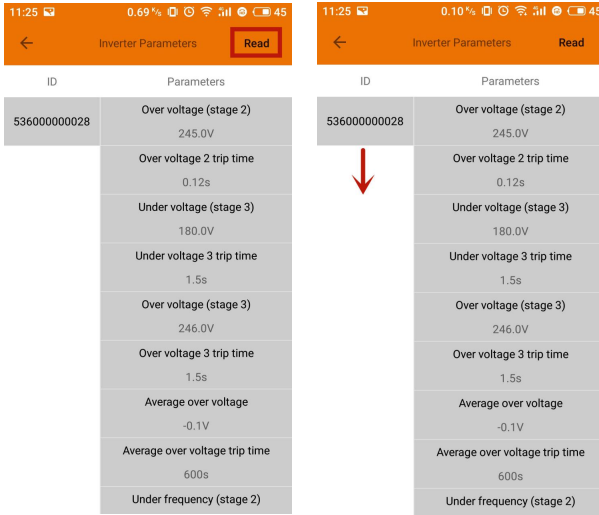 11:25 0.69 K/s 45
Inverter Parameters Read
ID Parameters
536000000028
Over voltage (stage 2)
245.0V
Over voltage 2 trip time
0.12s
Under voltage (stage 3)
180.0V
Under voltage 3 trip time
1.5s
Over voltage (stage 3)
246.0V
Over voltage 3 trip time
1.5s
Average over voltage
-0.1V
Average over voltage trip time
600s
Under frequency (stage 2)
11:25 0.10 K/s 45
Inverter Parameters Read
ID Parameters
536000000028
Over voltage (stage 2)
245.0V
Over voltage 2 trip time
0.12s
Under voltage (stage 3)
180.0V
Under voltage 3 trip time
1.5s
Over voltage (stage 3)
246.0V
Over voltage 3 trip time
1.5s
Average over voltage
-0.1V
Average over voltage trip time
600s
Under frequency (stage 2)